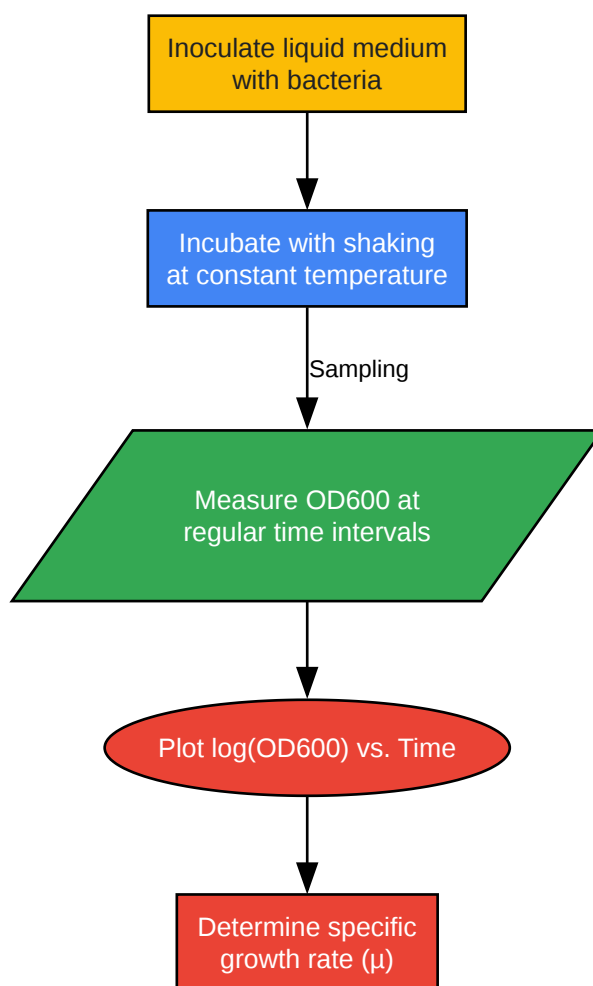 Inoculate liquid medium
with bacteria
Incubate with shaking
at constant temperature
Sampling
Measure OD600 at
regular time intervals
Plot log(OD600) vs. Time
Determine specific
growth rate (μ)